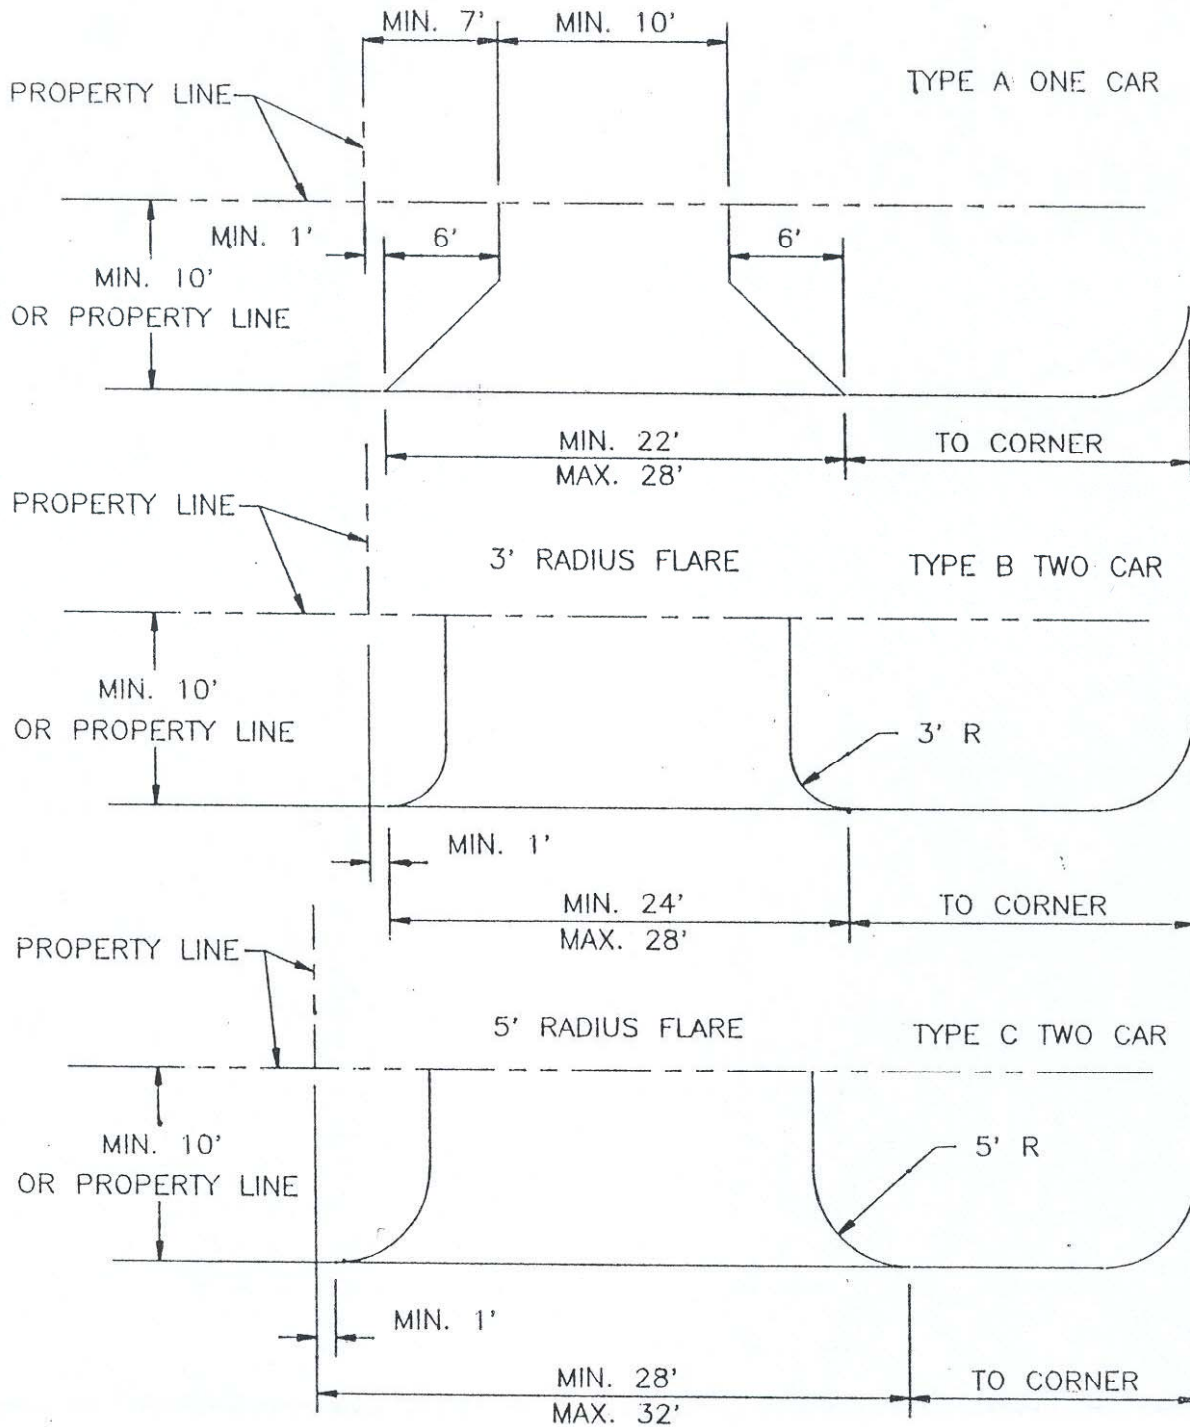 MIN. 7'
MIN. 10'
TYPE A ONE CAR
PROPERTY LINE
MIN. 1'
6'
6'
MIN. 10'
OR PROPERTY LINE
MIN. 22'
MAX. 28'
TO CORNER
PROPERTY LINE
3' RADIUS FLARE
TYPE B TWO CAR
MIN. 10'
OR PROPERTY LINE
3' R
MIN. 1'
MIN. 24'
MAX. 28'
TO CORNER
PROPERTY LINE
5' RADIUS FLARE
TYPE C TWO CAR
MIN. 10'
OR PROPERTY LINE
5' R
MIN. 1'
MIN. 28'
MAX. 32'
TO CORNER